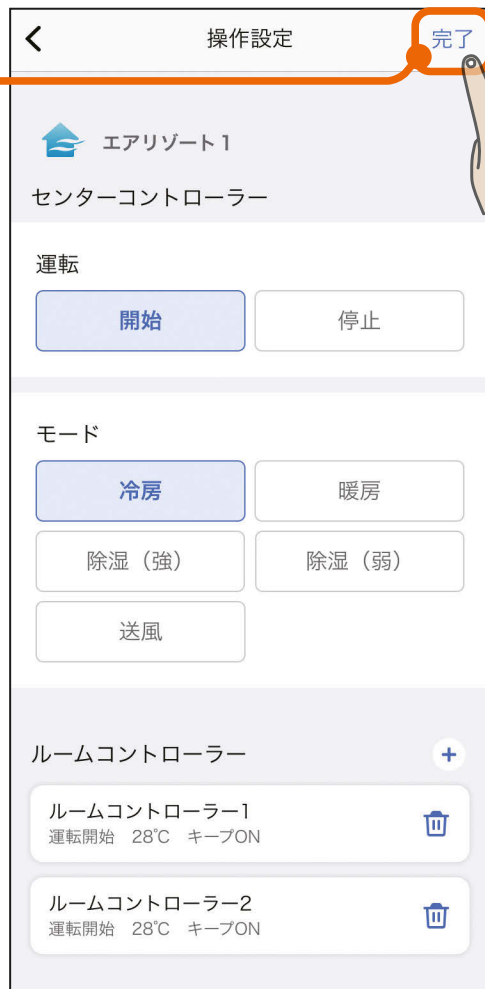 操作設定
完了
エアリゾート1
センターコントローラー
運転
開始
停止
モード
冷房
暖房
除湿（強）
除湿（弱）
送風
ルームコントローラー
ルームコントローラー1
運転開始 28℃ キープON
ルームコントローラー2
運転開始 28℃ キープON